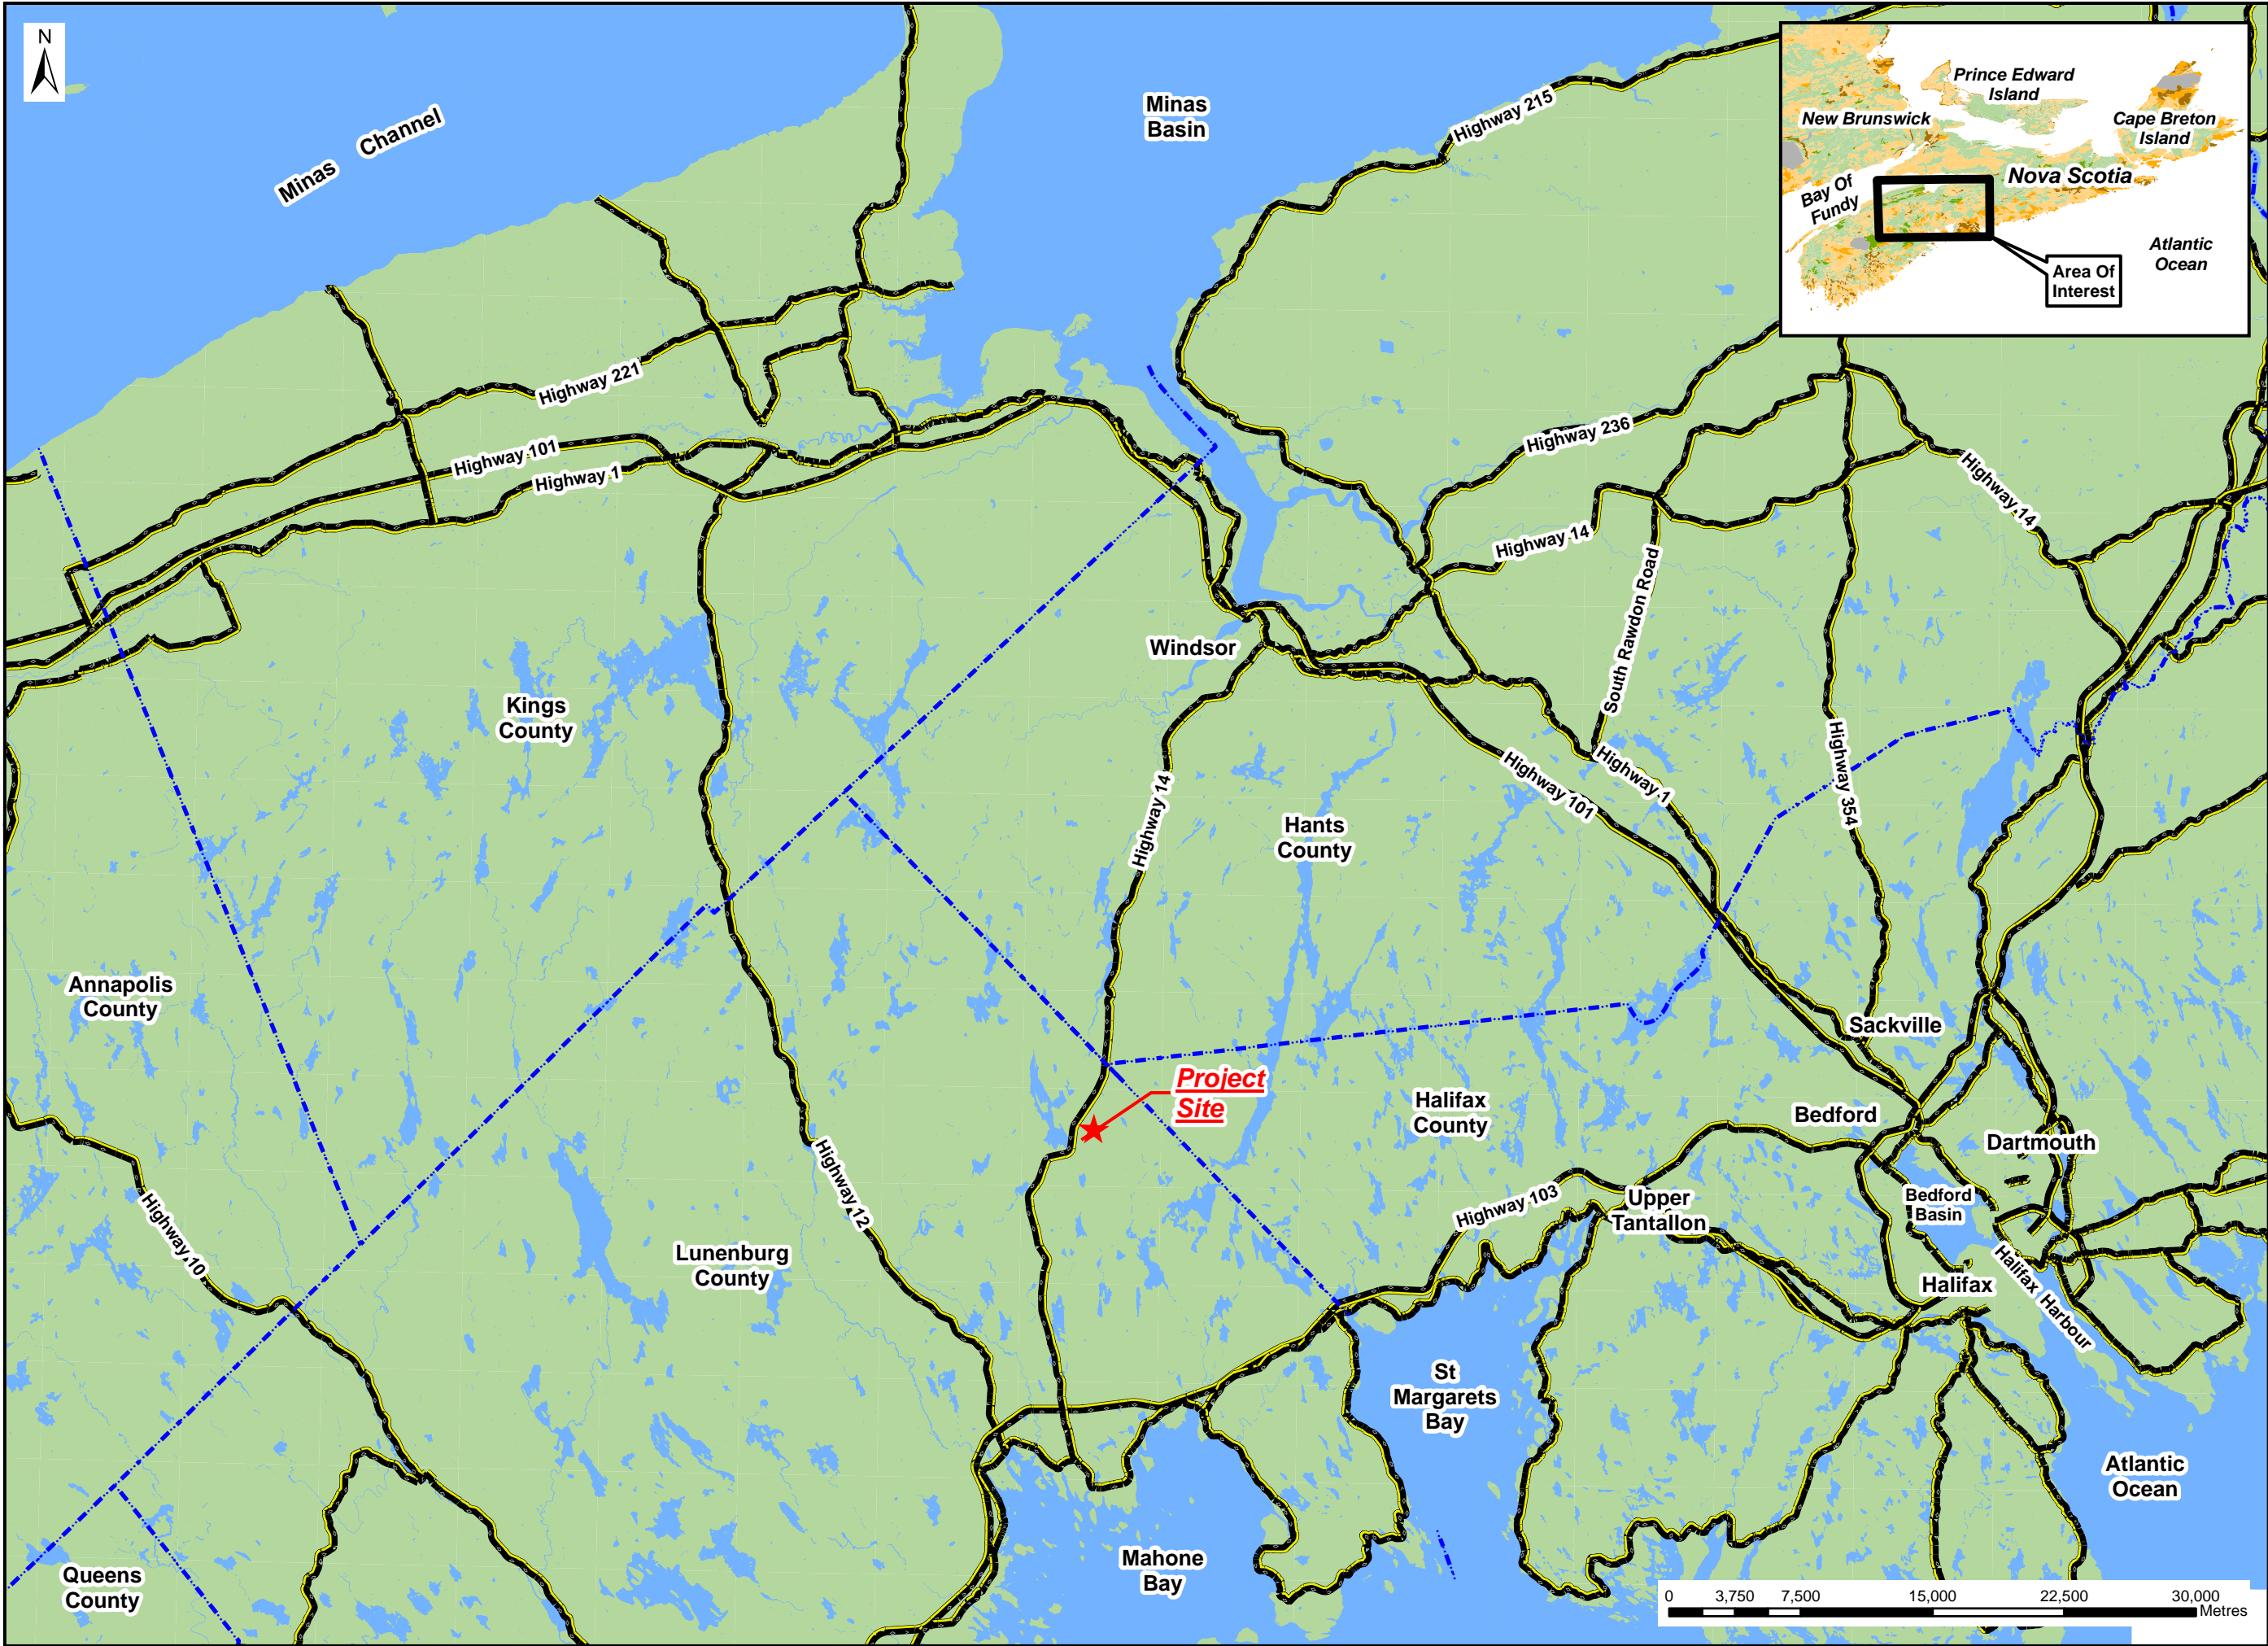 N
Minas Channel
Minas
Basin
Highway 215
Prince Edward
Island
New Brunswick
Cape Breton
Island
Nova Scotia
Bay Of
Fundy
Atlantic
Ocean
Area Of
Interest
Highway 221
Highway 101
Highway 1
Highway 236
Highway 14
Highway 14
South Rawdon Road
Windsor
Kings
County
Highway 14
Highway 101
Highway 1
Highway 354
Hants
County
Annapolis
County
Sackville
Project
Site
Halifax
County
Bedford
Dartmouth
Highway 10
Highway 12
Highway 103
Upper
Tantallon
Bedford
Basin
Lunenburg
County
Halifax
Halifax Harbour
St
Margarets
Bay
Atlantic
Ocean
Mahone
Bay
Queens
County
0 3,750 7,500 15,000 22,500 30,000
Metres